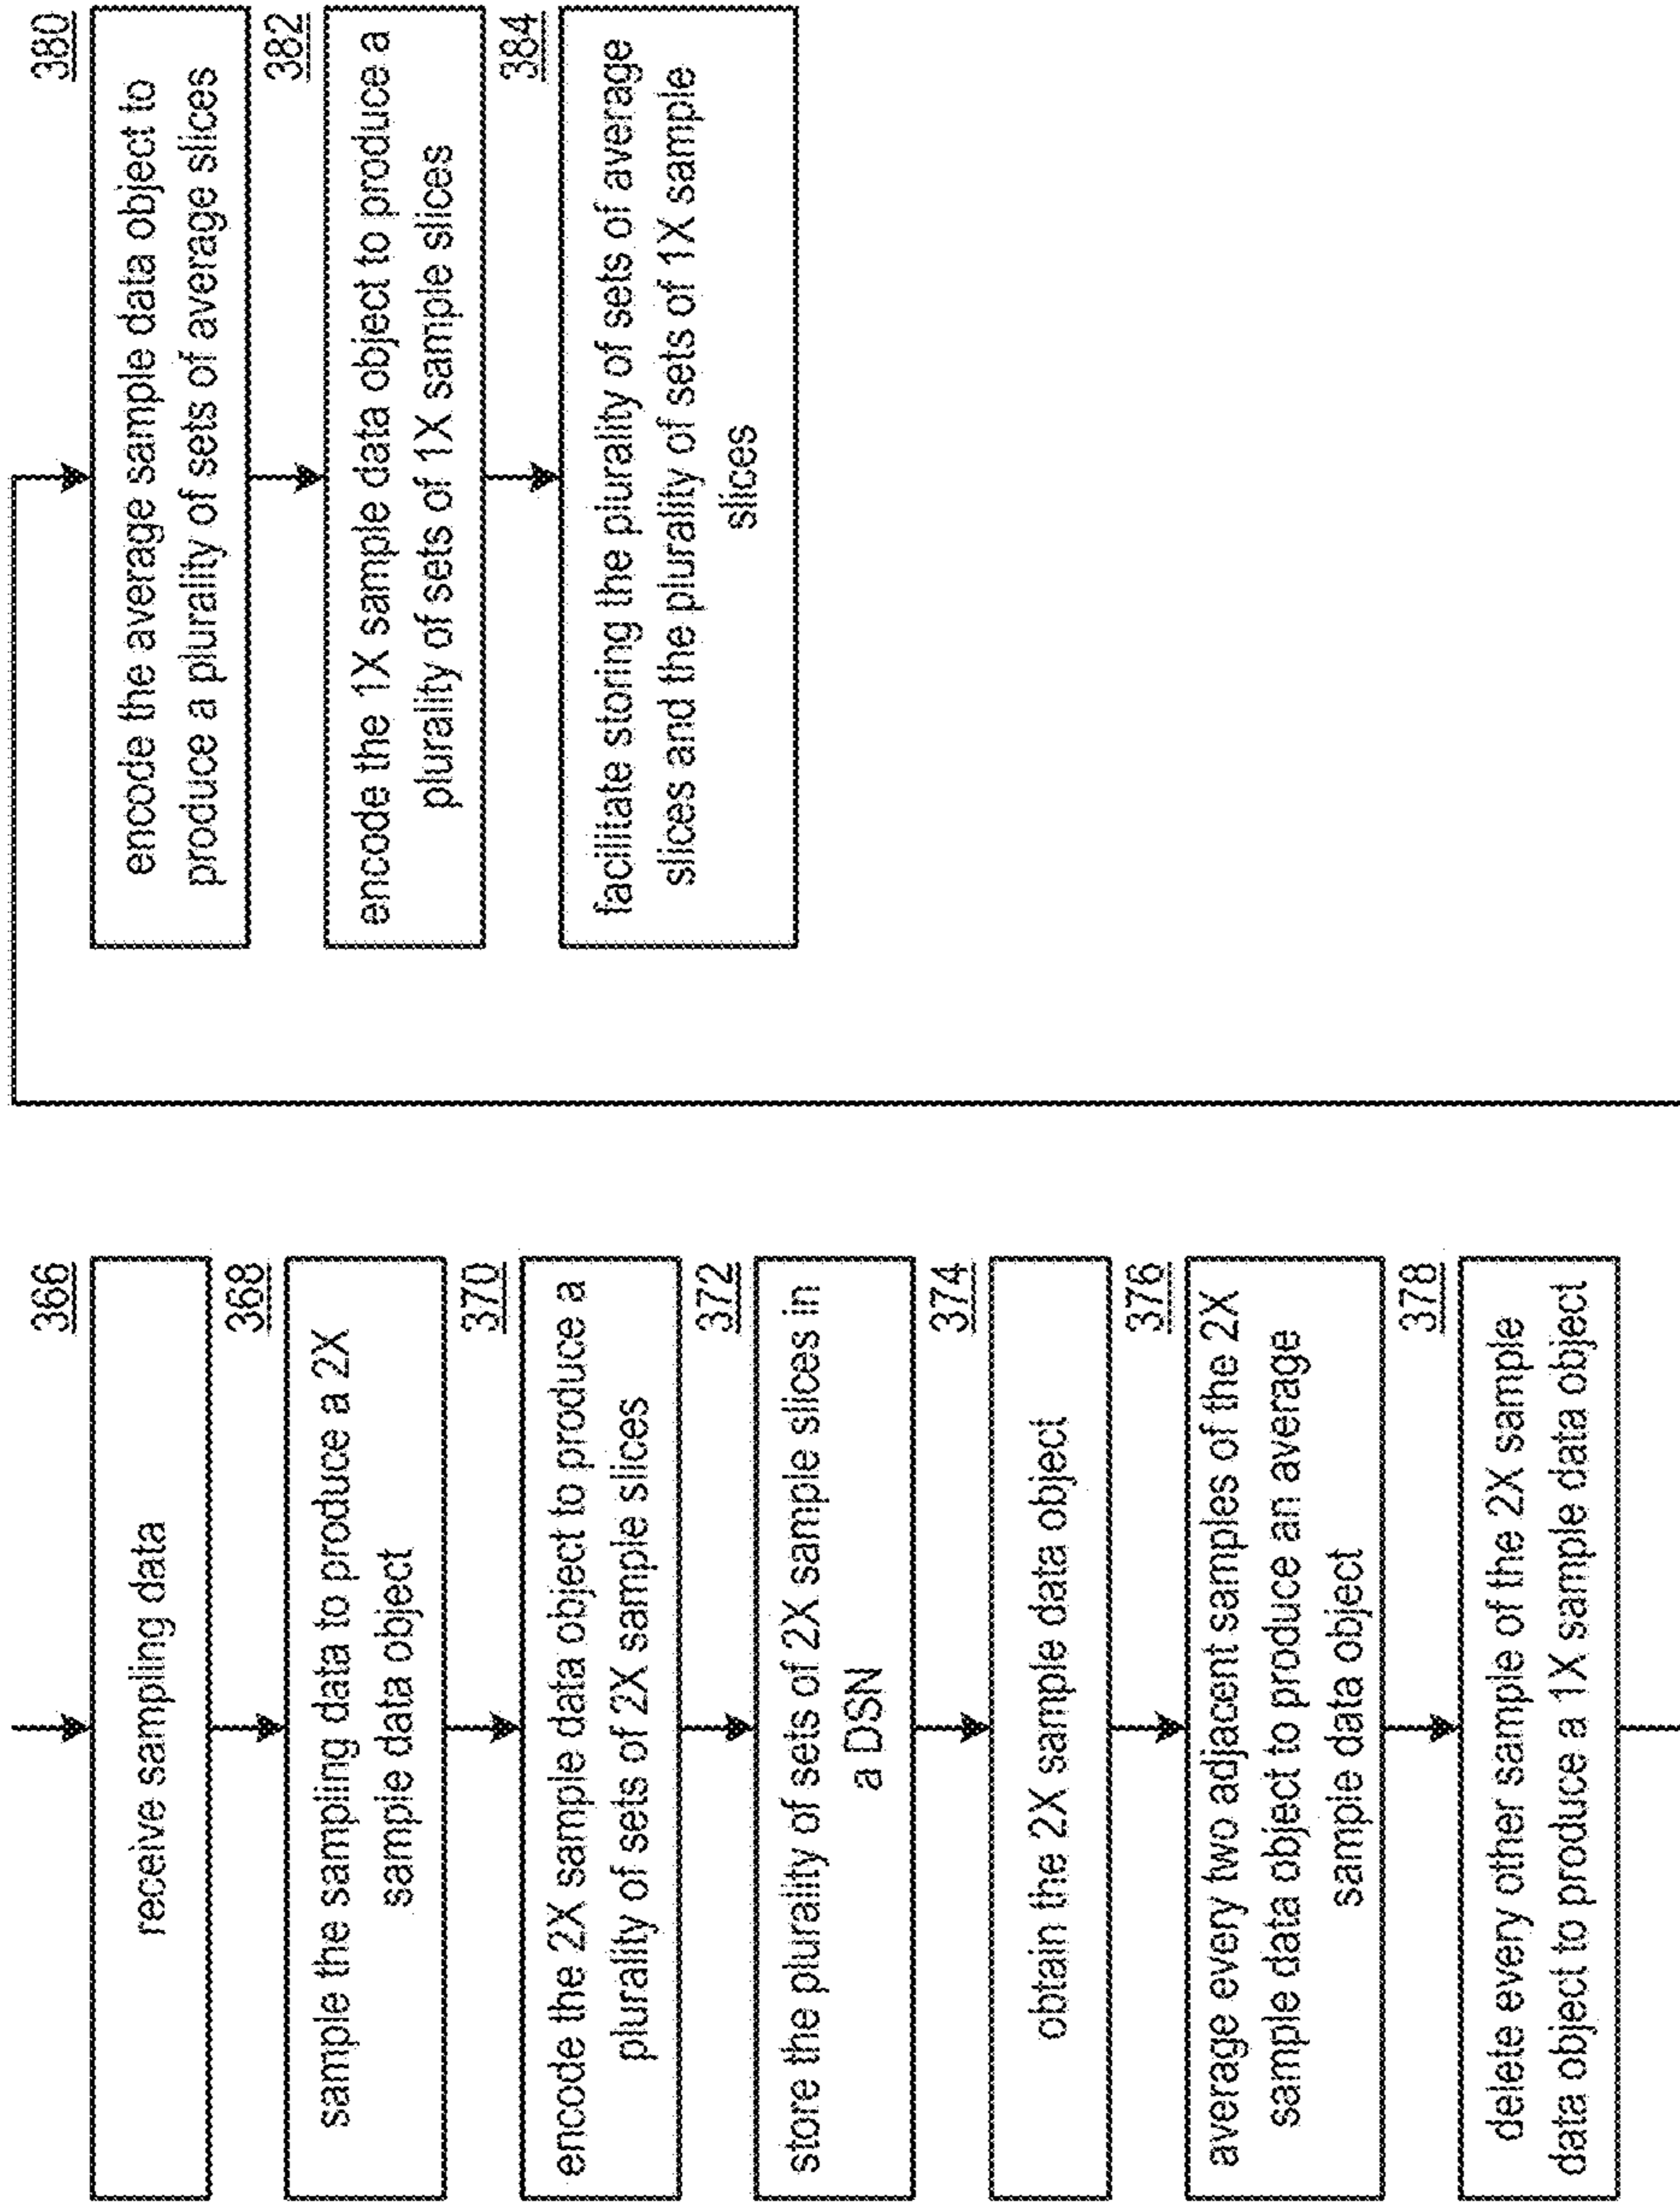 366
receive sampling data
368
sample the sampling data to produce a 2X
sample data object
370
encode the 2X sample data object to produce a
plurality of sets of 2X sample slices
372
store the plurality of sets of 2X sample slices in
a DSN
374
obtain the 2X sample data object
376
average every two adjacent samples of the 2X
sample data object to produce an average
sample data object
378
delete every other sample of the 2X sample
data object to produce a 1X sample data object
380
encode the average sample data object to
produce a plurality of sets of average slices
382
encode the 1X sample data object to produce a
plurality of sets of 1X sample slices
384
facilitate storing the plurality of sets of average
slices and the plurality of sets of 1X sample
slices